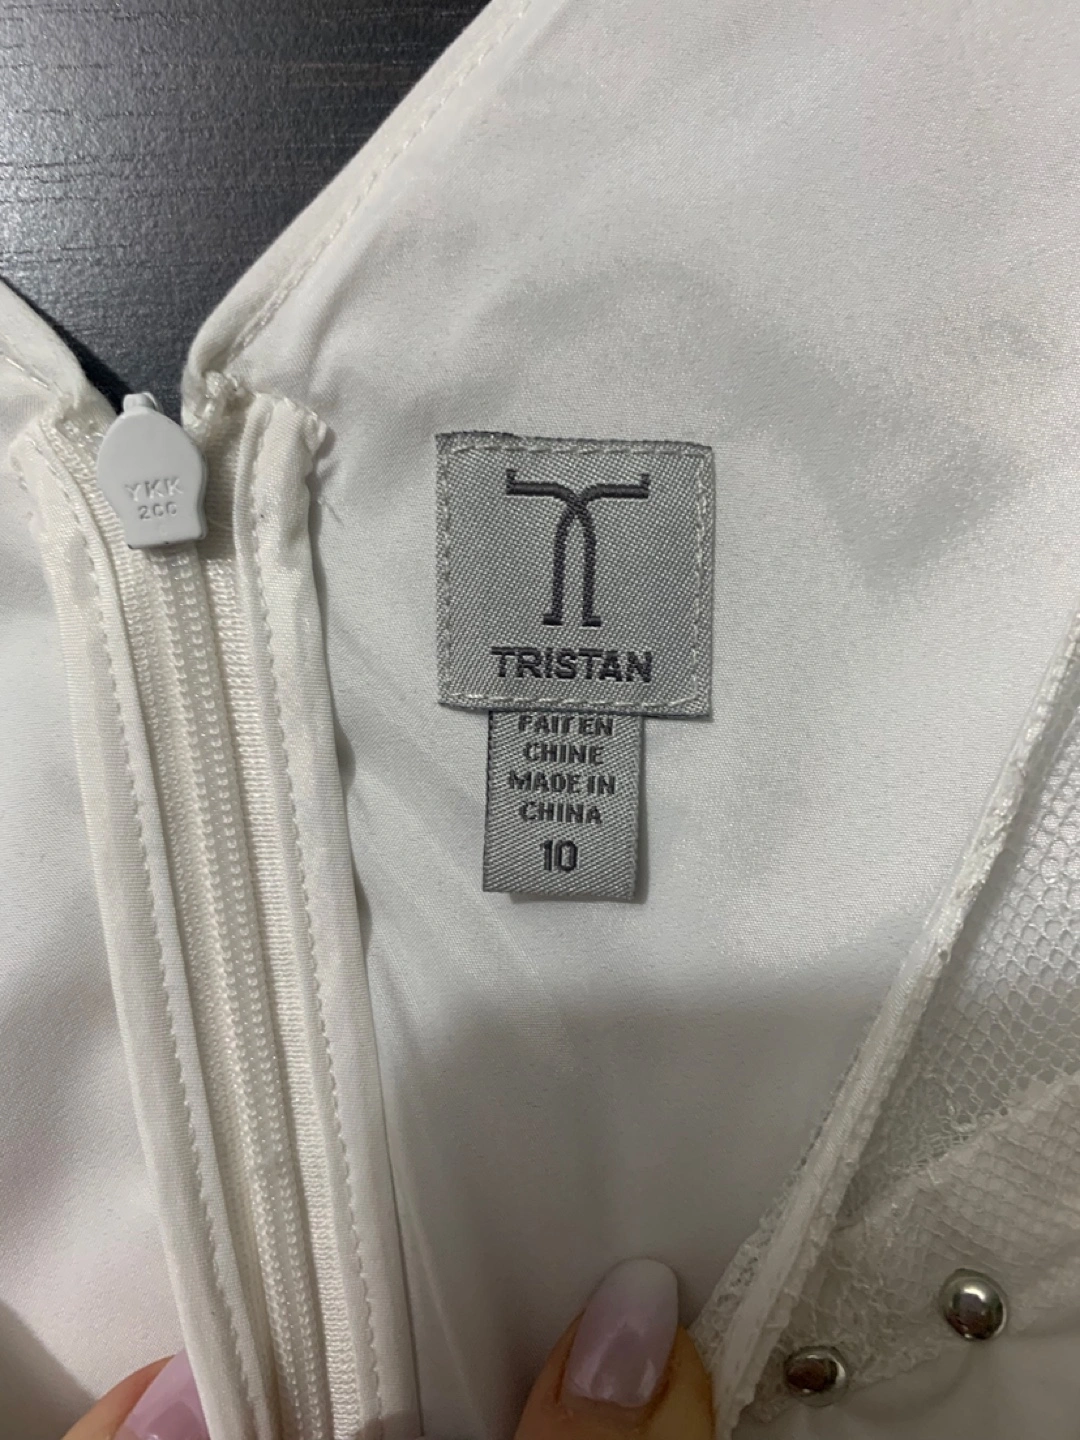 YKK
2CC
TRISTAN
FAIT EN
CHINE
MADE IN
CHINA
10